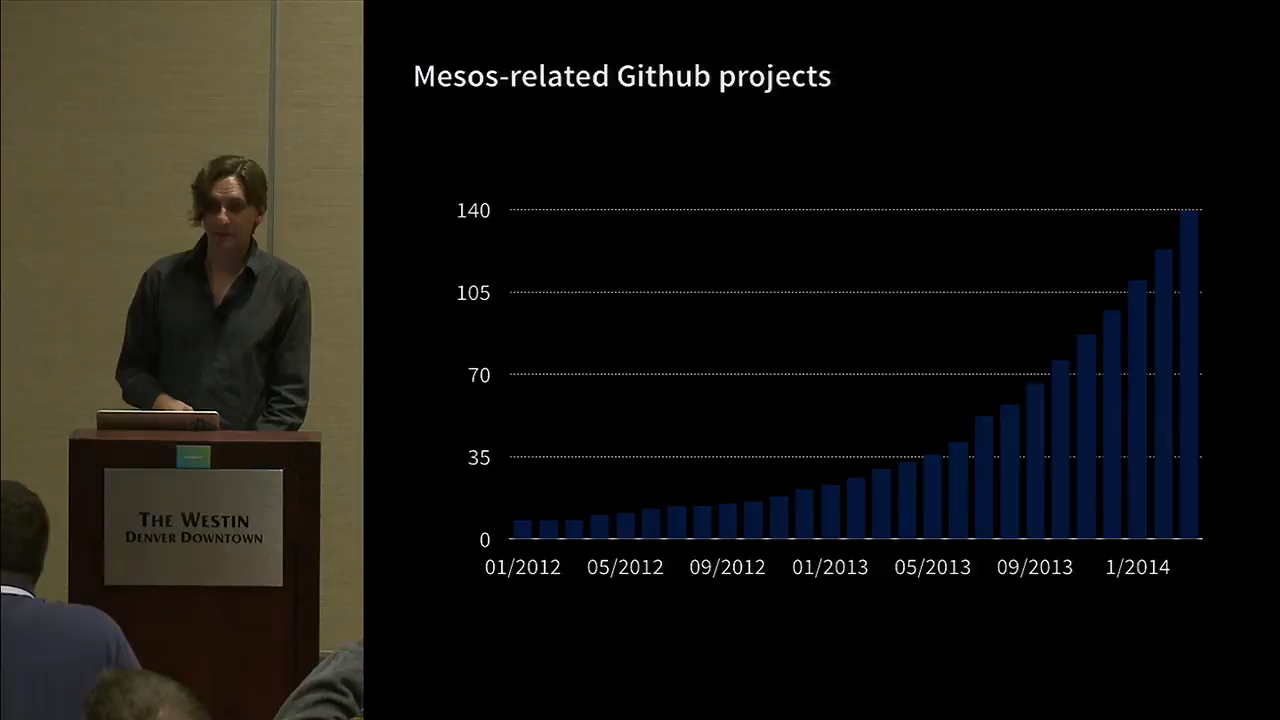 Mesos-related Github projects
140
105
70
35
0
01/2012 05/2012 09/2012 01/2013 05/2013 09/2013 1/2014
THE WESTIN
DENVER DOWNTOWN